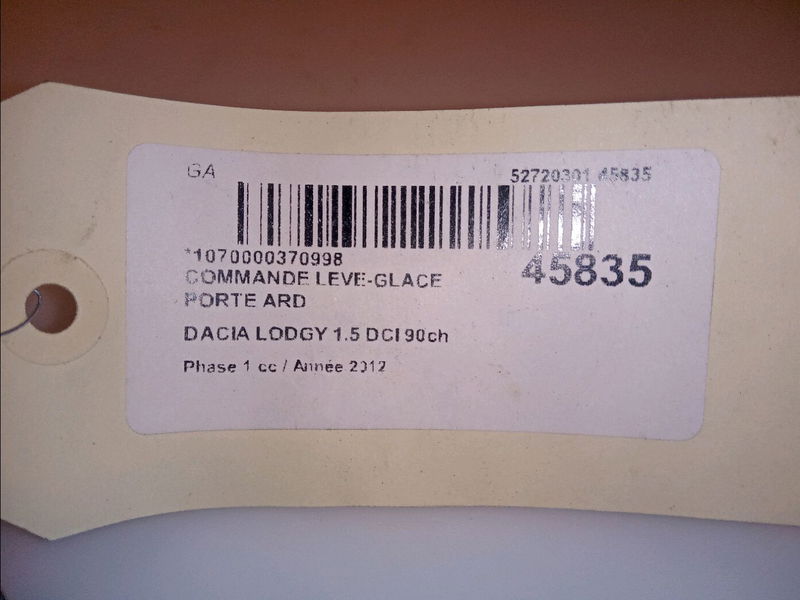 GA
52720301 45835
*1070000370998
45835
COMMANDE LEVE-GLACE
PORTE ARD
DACIA LODGY 1.5 DCI 90ch
Phase 1 cc / Année 2012